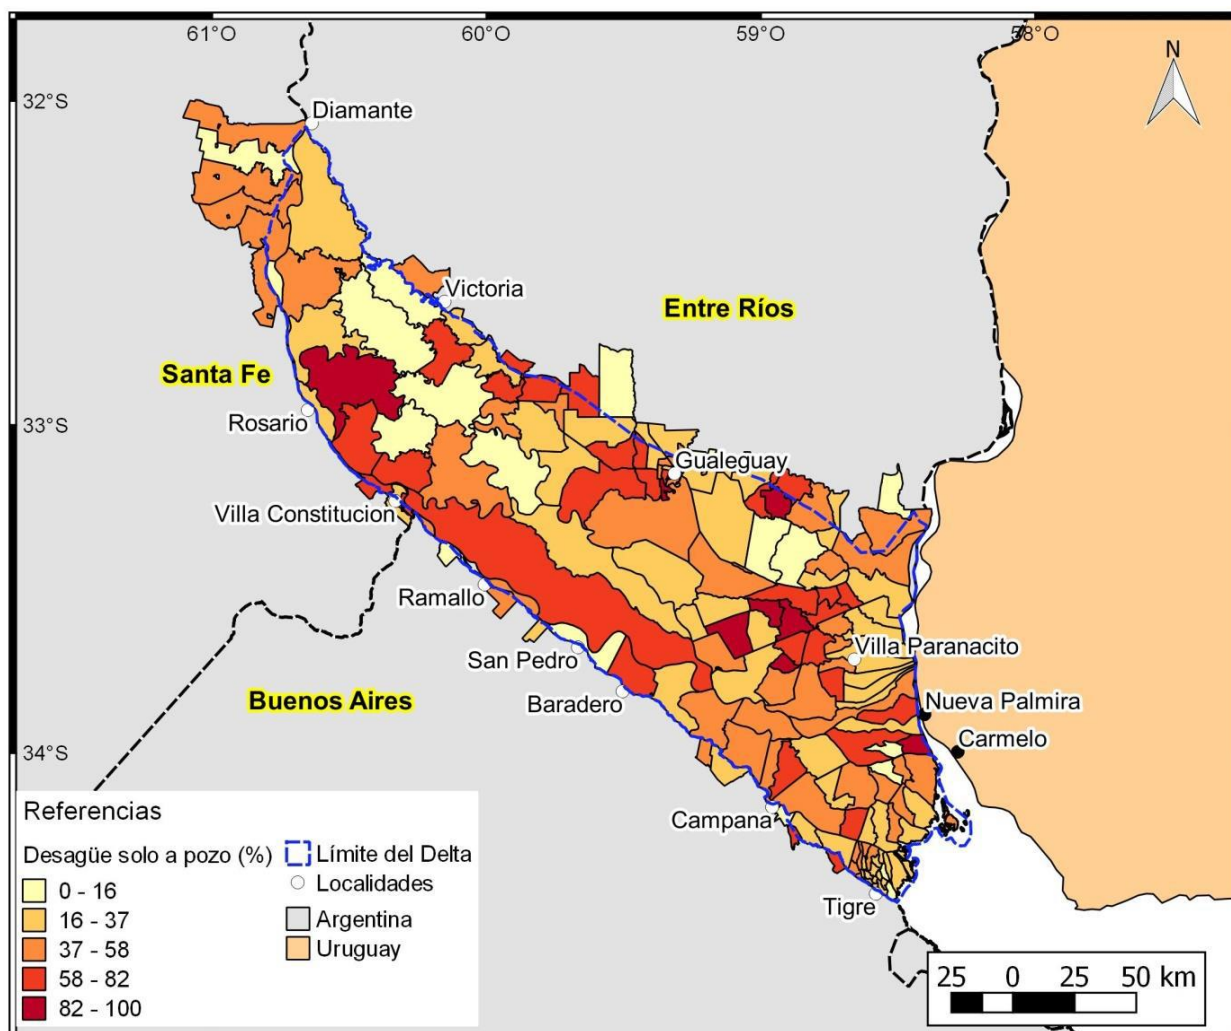 61°O 60°O 59°O 58°O
N
32°S
Diamante
Victoria
Entre Ríos
Santa Fe
Rosario
33°S
Gualeguay
Villa Constitucion
Ramallo
San Pedro
Villa Paranacito
Buenos Aires
Baradero
Nueva Palmira
Carmelo
34°S
Campana
Tigre
Referencias
Desagüe solo a pozo (%)
0 - 16
16 - 37
37 - 58
58 - 82
82 - 100
Límite del Delta
Localidades
Argentina
Uruguay
25 0 25 50 km